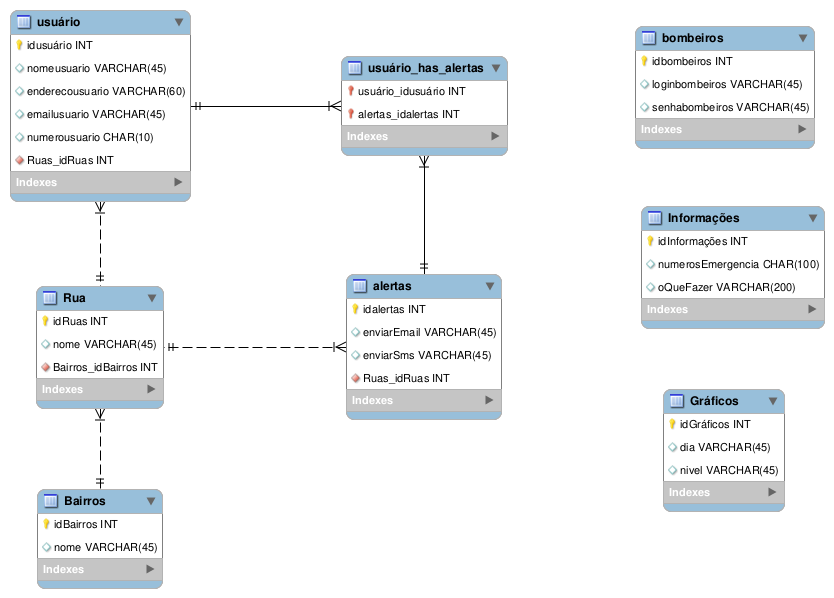 usuário
idusuário INT
nomeusuario VARCHAR(45)
enderecousuario VARCHAR(60)
emailusuario VARCHAR(45)
numerousuario CHAR(10)
Ruas_idRuas INT
Indexes
usuário_has_alertas
usuário_idusuário INT
alertas_idalertas INT
Indexes
bombeiros
idbombeiros INT
loginbombeiros VARCHAR(45)
senhabombeiros VARCHAR(45)
Indexes
Informações
idInformações INT
numerosEmergencia CHAR(100)
oQueFazer VARCHAR(200)
Indexes
Rua
idRuas INT
nome VARCHAR(45)
Bairros_idBairros INT
Indexes
alertas
idalertas INT
enviarEmail VARCHAR(45)
enviarSms VARCHAR(45)
Ruas_idRuas INT
Indexes
Gráficos
idGráficos INT
dia VARCHAR(45)
nivel VARCHAR(45)
Indexes
Bairros
idBairros INT
nome VARCHAR(45)
Indexes